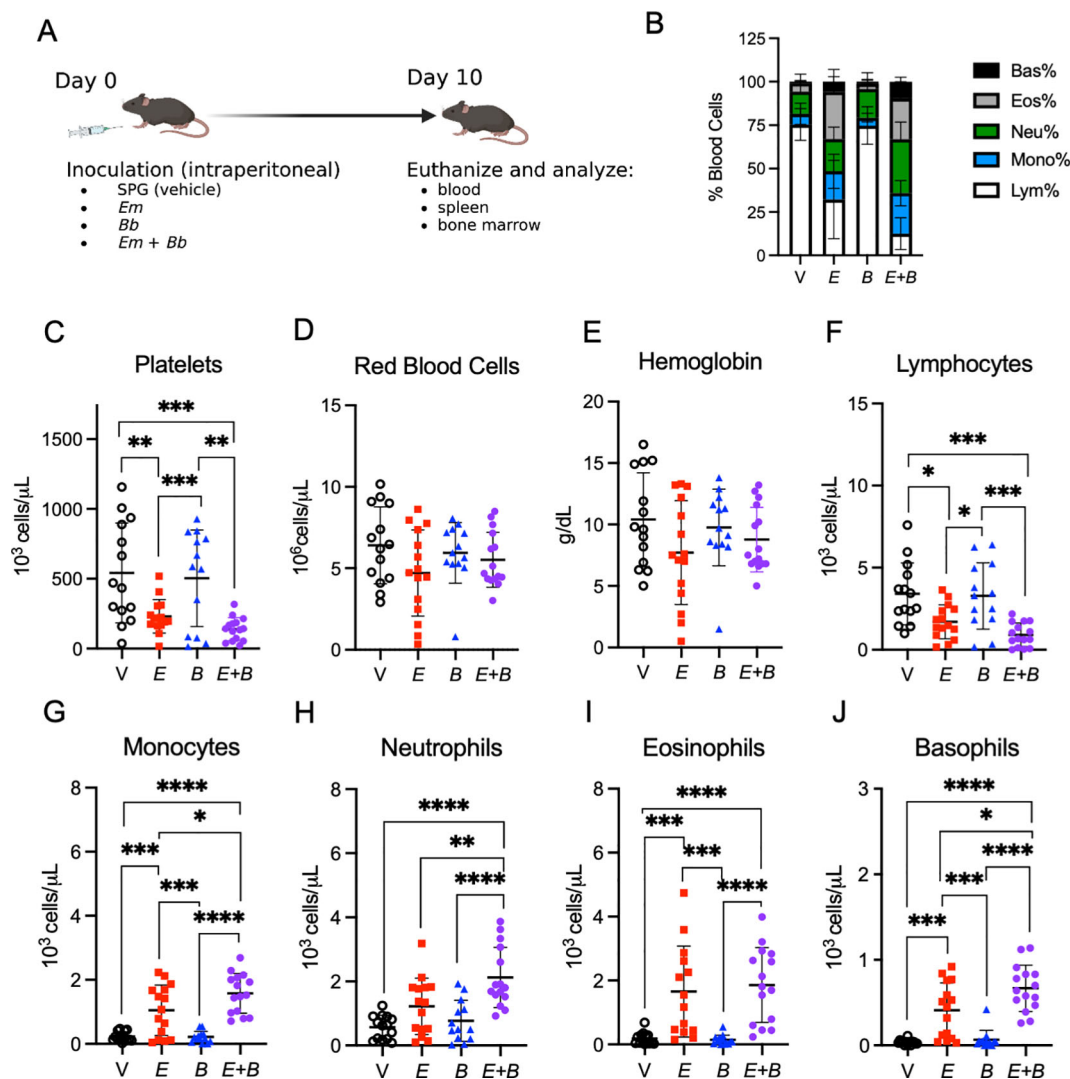 A
Day 0
Day 10
Inoculation (intraperitoneal)
• SPG (vehicle)
• Em
• Bb
• Em + Bb
Euthanize and analyze:
• blood
• spleen
• bone marrow
B
% Blood Cells
125
100
75
50
25
0
V E B E+B
Bas%
Eos%
Neu%
Mono%
Lym%
C
Platelets
10³ cells/μL
1500
1000
500
0
*** 
** **
***
V E B E+B
D
Red Blood Cells
10⁶cells/μL
15
10
5
0
V E B E+B
E
Hemoglobin
g/dL
20
15
10
5
0
V E B E+B
F
Lymphocytes
10³ cells/μL
15
10
5
0
***
* ***
*
V E B E+B
G
Monocytes
10³ cells/μL
8
6
4
2
0
****
*
***
***
****
V E B E+B
H
Neutrophils
10³ cells/μL
8
6
4
2
0
****
**
****
V E B E+B
I
Eosinophils
10³ cells/μL
8
6
4
2
0
****
***
***
****
V E B E+B
J
Basophils
10³ cells/μL
3
2
1
0
****
*
****
***
***
V E B E+B